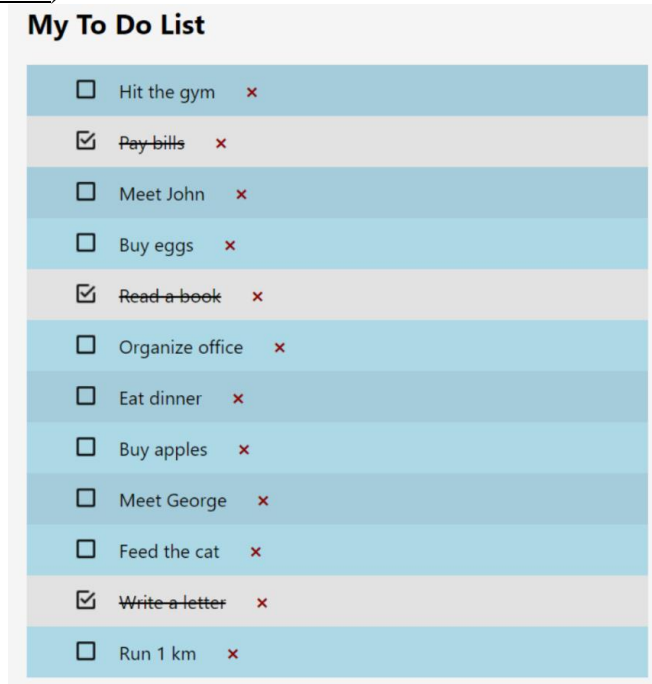 My To Do List
Hit the gym ×
Pay bills ×
Meet John ×
Buy eggs ×
Read a book ×
Organize office ×
Eat dinner ×
Buy apples ×
Meet George ×
Feed the cat ×
Write a letter ×
Run 1 km ×